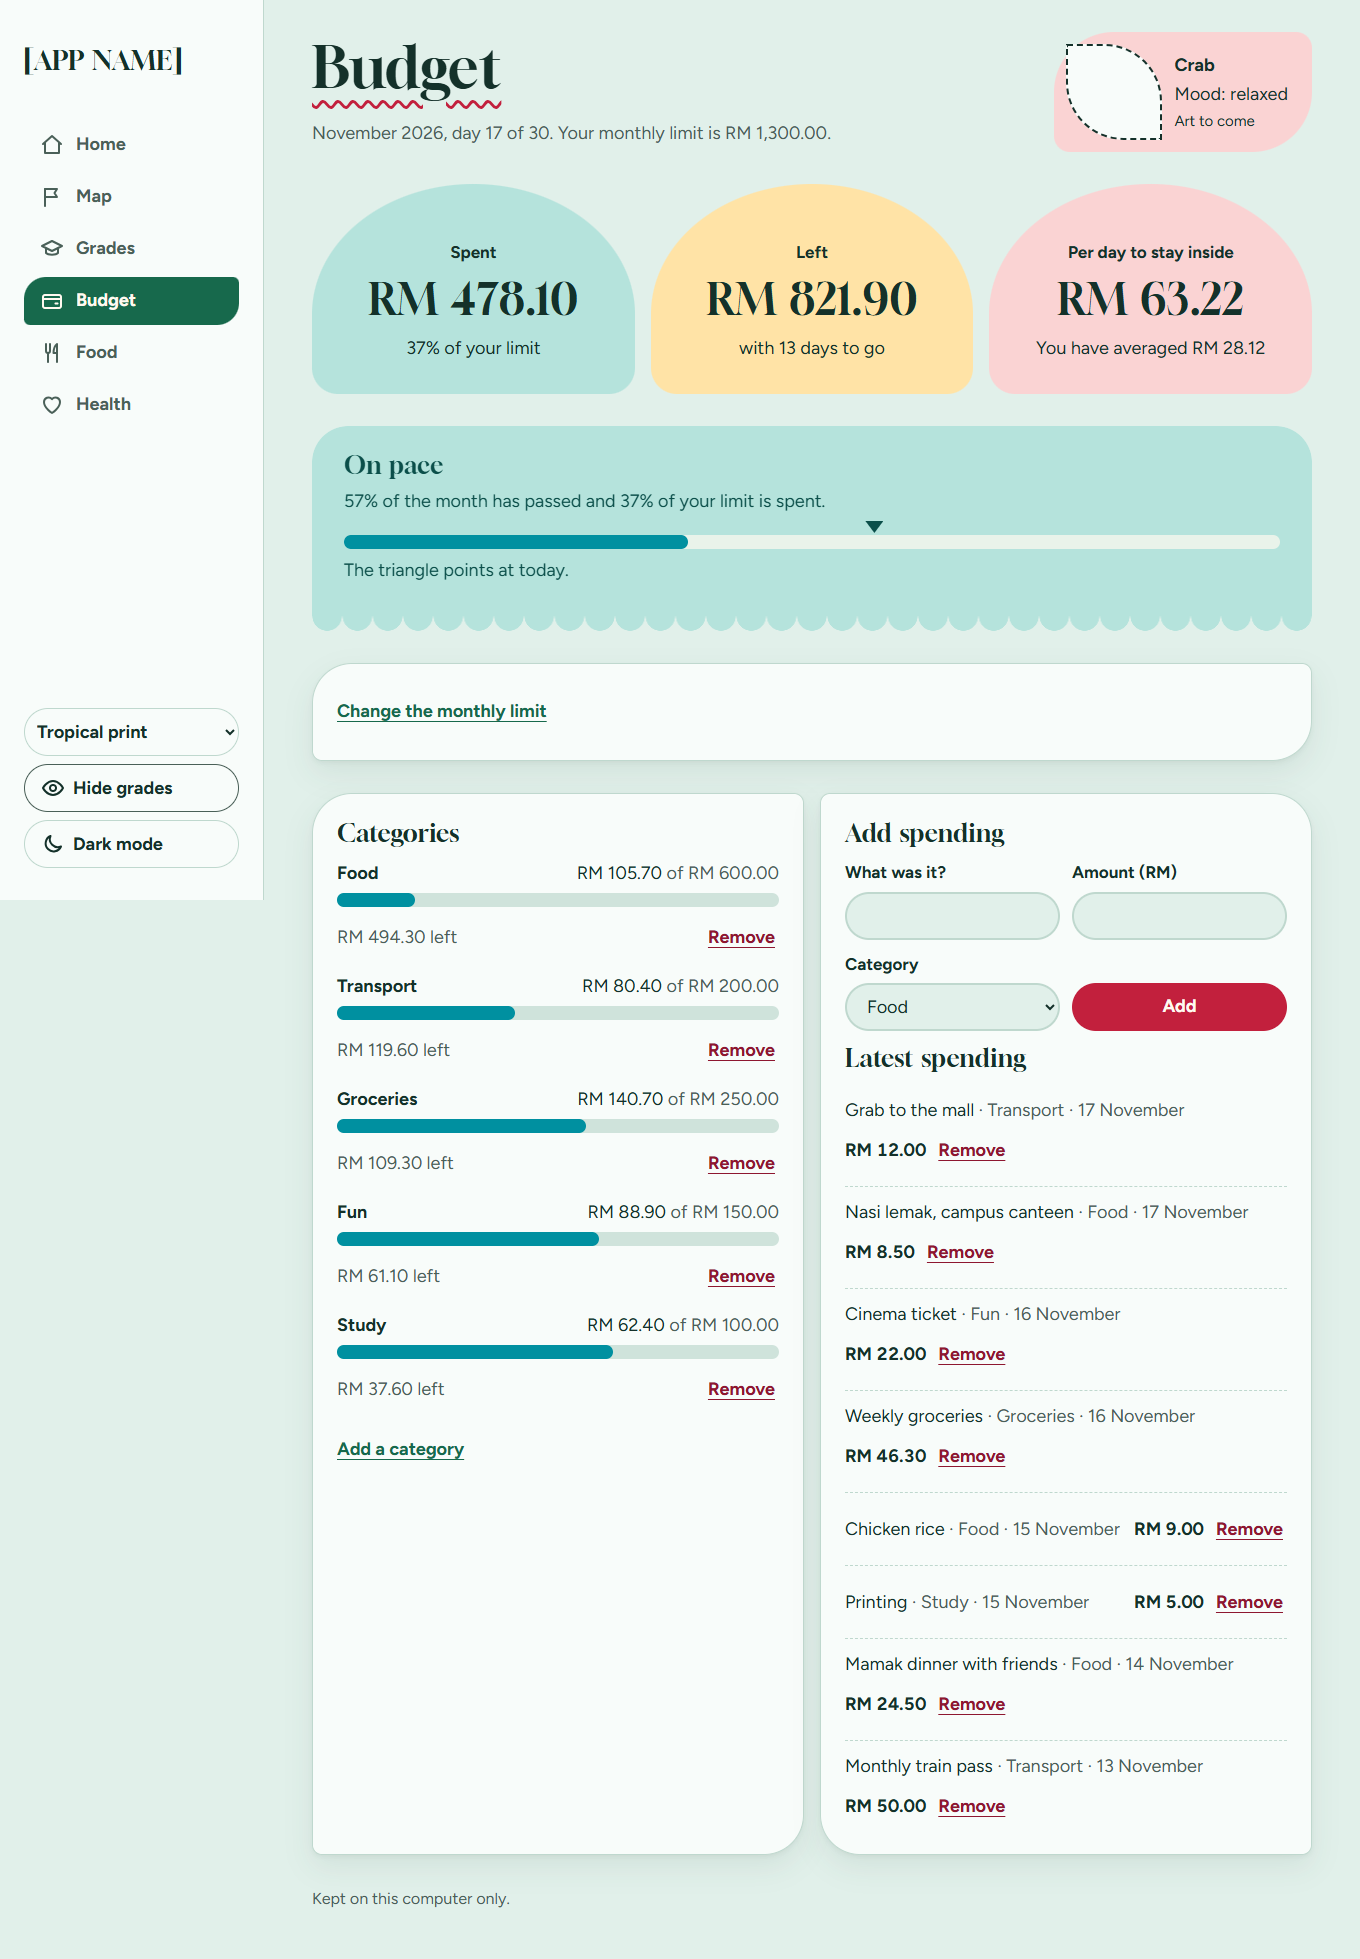 [APP NAME]
Home
Map
Grades
Budget
Food
Health
Tropical print
Hide grades
Dark mode
Budget
November 2026, day 17 of 30. Your monthly limit is RM 1,300.00.
Crab
Mood: relaxed
Art to come
Spent
RM 478.10
37% of your limit
Left
RM 821.90
with 13 days to go
Per day to stay inside
RM 63.22
You have averaged RM 28.12
On pace
57% of the month has passed and 37% of your limit is spent.
The triangle points at today.
Change the monthly limit
Categories
Food RM 105.70 of RM 600.00
RM 494.30 left Remove
Transport RM 80.40 of RM 200.00
RM 119.60 left Remove
Groceries RM 140.70 of RM 250.00
RM 109.30 left Remove
Fun RM 88.90 of RM 150.00
RM 61.10 left Remove
Study RM 62.40 of RM 100.00
RM 37.60 left Remove
Add a category
Add spending
What was it? Amount (RM)
Category
Food Add
Latest spending
Grab to the mall · Transport · 17 November
RM 12.00 Remove
Nasi lemak, campus canteen · Food · 17 November
RM 8.50 Remove
Cinema ticket · Fun · 16 November
RM 22.00 Remove
Weekly groceries · Groceries · 16 November
RM 46.30 Remove
Chicken rice · Food · 15 November RM 9.00 Remove
Printing · Study · 15 November RM 5.00 Remove
Mamak dinner with friends · Food · 14 November
RM 24.50 Remove
Monthly train pass · Transport · 13 November
RM 50.00 Remove
Kept on this computer only.